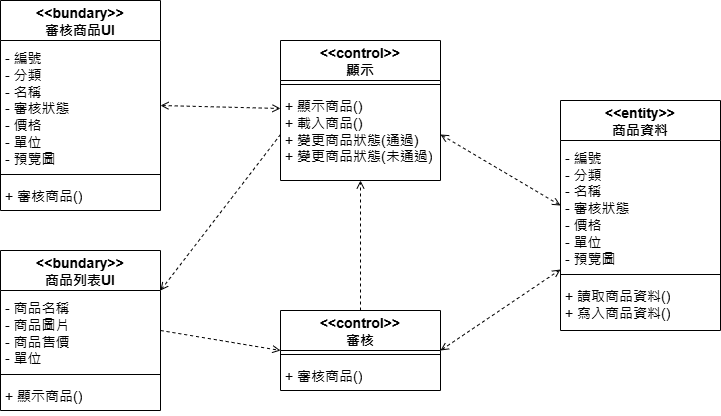 <<bundary>>
審核商品UI
- 編號
- 分類
- 名稱
- 審核狀態
- 價格
- 單位
- 預覽圖
+ 審核商品()
<<control>>
顯示
+ 顯示商品()
+ 載入商品()
+ 變更商品狀態(通過)
+ 變更商品狀態(未通過)
<<entity>>
商品資料
- 編號
- 分類
- 名稱
- 審核狀態
- 價格
- 單位
- 預覽圖
+ 讀取商品資料()
+ 寫入商品資料()
<<bundary>>
商品列表UI
- 商品名稱
- 商品圖片
- 商品售價
- 單位
+ 顯示商品()
<<control>>
審核
+ 審核商品()